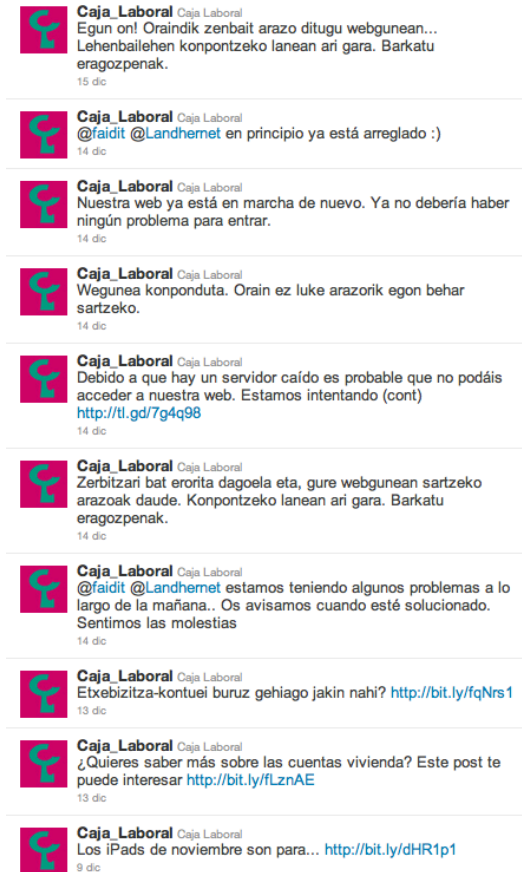 Caja_Laboral Caja Laboral
Egun on! Oraindik zenbait arazo ditugu webgunean...
Lehenbailehen konpontzeko lanean ari gara. Barkatu
eragozpenak.
15 dic
Caja_Laboral Caja Laboral
@faidit @Landhernet en principio ya está arreglado :)
14 dic
Caja_Laboral Caja Laboral
Nuestra web ya está en marcha de nuevo. Ya no debería haber
ningún problema para entrar.
14 dic
Caja_Laboral Caja Laboral
Wegunea konponduta. Orain ez luke arazorik egon behar
sartzeko.
14 dic
Caja_Laboral Caja Laboral
Debido a que hay un servidor caído es probable que no podáis
acceder a nuestra web. Estamos intentando (cont)
http://tl.gd/7g4q98
14 dic
Caja_Laboral Caja Laboral
Zerbitzari bat erorita dagoela eta, gure webgunean sartzeko
arazoak daude. Konpontzeko lanean ari gara. Barkatu
eragozpenak.
14 dic
Caja_Laboral Caja Laboral
@faidit @Landhernet estamos teniendo algunos problemas a lo
largo de la mañana.. Os avisamos cuando esté solucionado.
Sentimos las molestias
14 dic
Caja_Laboral Caja Laboral
Etxebizitza-kontuei buruz gehiago jakin nahi? http://bit.ly/fqNrs1
13 dic
Caja_Laboral Caja Laboral
¿Quieres saber más sobre las cuentas vivienda? Este post te
puede interesar http://bit.ly/fLznAE
13 dic
Caja_Laboral Caja Laboral
Los iPads de noviembre son para... http://bit.ly/dHR1p1
9 dic